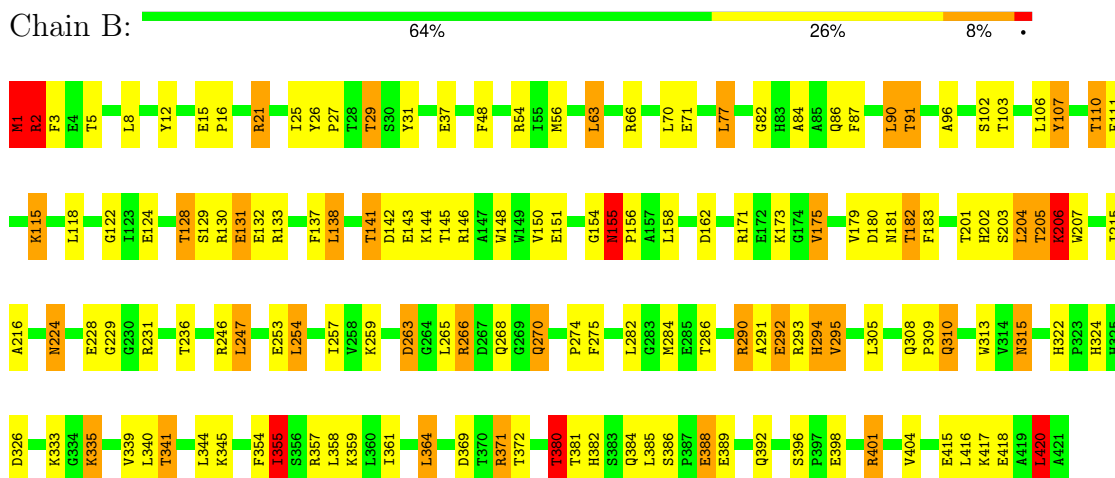 Chain B:
64% 26% 8% •
M1 R2 F3 E4 T5 L8 Y12 E15 P16 R21 I25 Y26 P27 T28 T29 S30 Y31 E37 F48 R54 I55 M56 L63 R66 L70 E71 L77 G82 H83 A84 A85 Q86 F87 L90 T91 A96 S102 T103 L106 Y107 T110 E111
K115 L118 G122 I123 E124 T128 S129 R130 E131 E132 R133 F137 L138 T141 D142 E143 K144 T145 R146 A147 W148 W149 V150 E151 G154 N155 P156 A157 L158 D162 R171 E172 K173 G174 V175 V179 D180 N181 T182 F183 T201 H202 S203 L204 T205 K206 W207 I215
A216 N224 E228 G229 G230 R231 T236 R246 L247 E253 L254 I257 V258 K259 D263 G264 L265 R266 D267 Q268 G269 Q270 P274 F275 L282 G283 M284 E285 T286 R290 A291 E292 R293 H294 V295 L305 Q308 P309 Q310 W313 V314 N315 H322 P323 H324 H325
D326 K333 G334 K335 V339 L340 T341 L344 K345 F354 I355 S356 R357 L358 K359 L360 I361 L364 D369 T370 R371 T372 T380 T381 H382 S383 Q384 L385 S386 P387 E388 E389 Q392 S396 P397 E398 R401 V404 E415 L416 K417 E418 A419 L420 A421